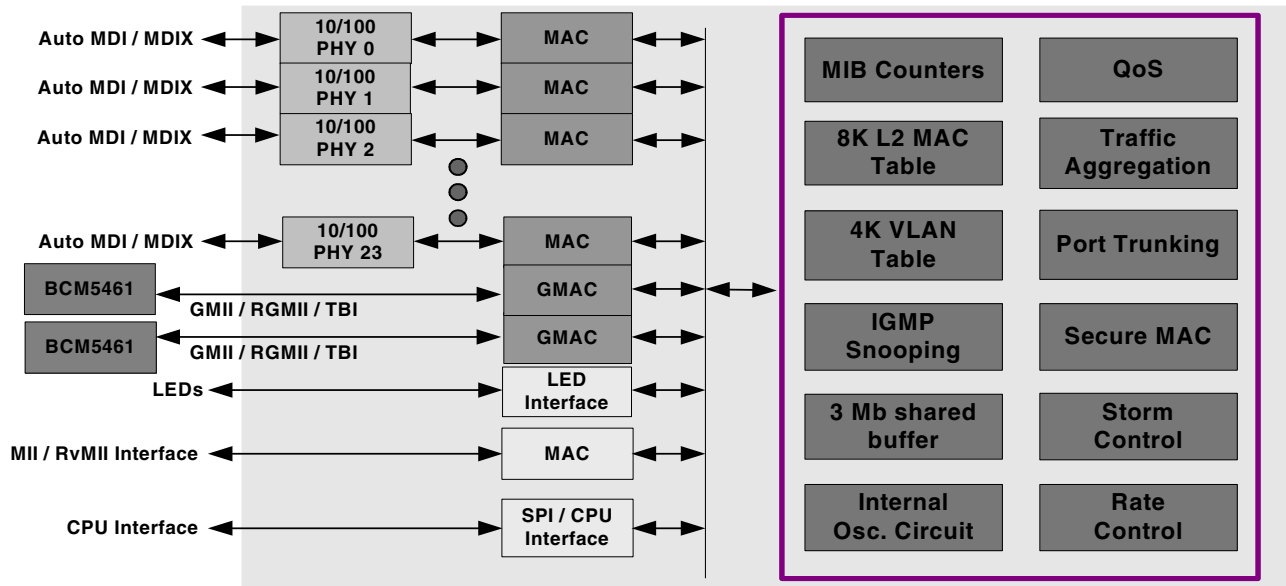 Auto MDI / MDIX
10/100
PHY 0
MAC
Auto MDI / MDIX
10/100
PHY 1
MAC
Auto MDI / MDIX
10/100
PHY 2
MAC
Auto MDI / MDIX
10/100
PHY 23
MAC
BCM5461
GMII / RGMII / TBI
GMAC
BCM5461
GMII / RGMII / TBI
GMAC
LEDs
LED
Interface
MII / RvMII Interface
MAC
CPU Interface
SPI / CPU
Interface
MIB Counters
QoS
8K L2 MAC
Table
Traffic
Aggregation
4K VLAN
Table
Port Trunking
IGMP
Snooping
Secure MAC
3 Mb shared
buffer
Storm
Control
Internal
Osc. Circuit
Rate
Control